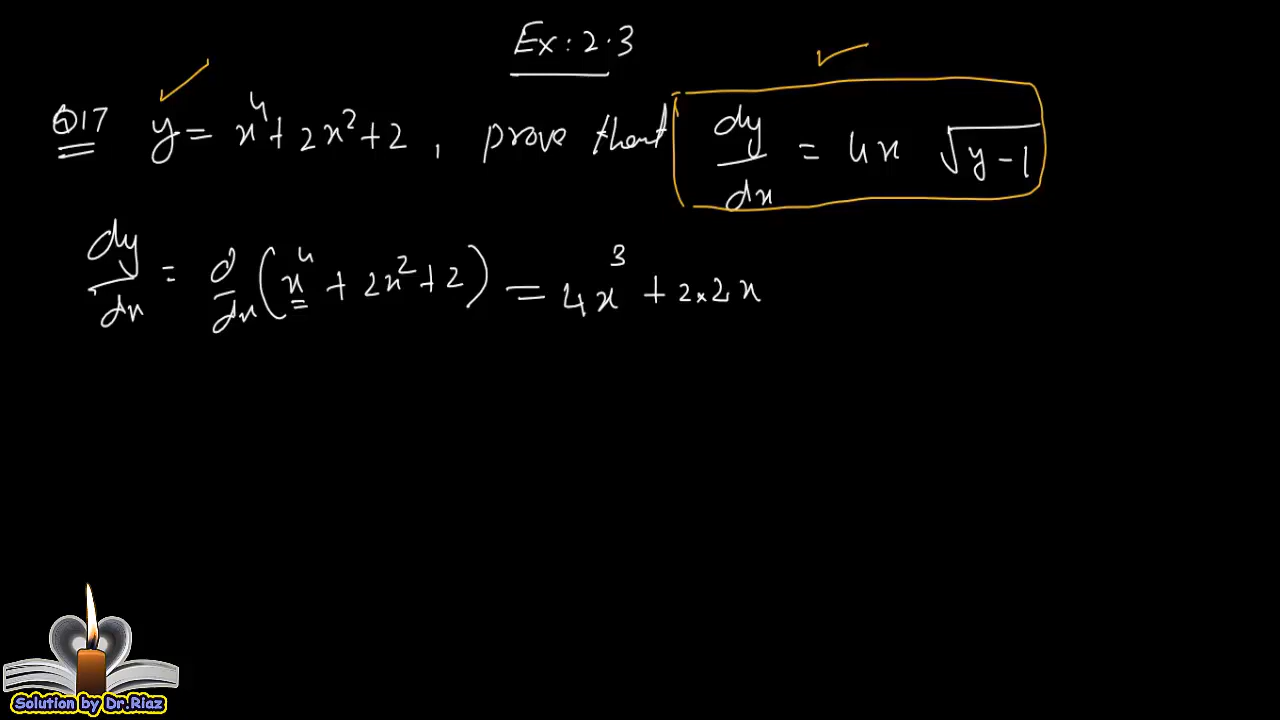 Ex: 2.3
Q17 y = x⁴ + 2x² + 2 , prove that dy/dx = 4x √(y-1)
dy/dx = d/dx (x⁴ + 2x² + 2) = 4x³ + 2×2x
Solution by Dr.Riaz